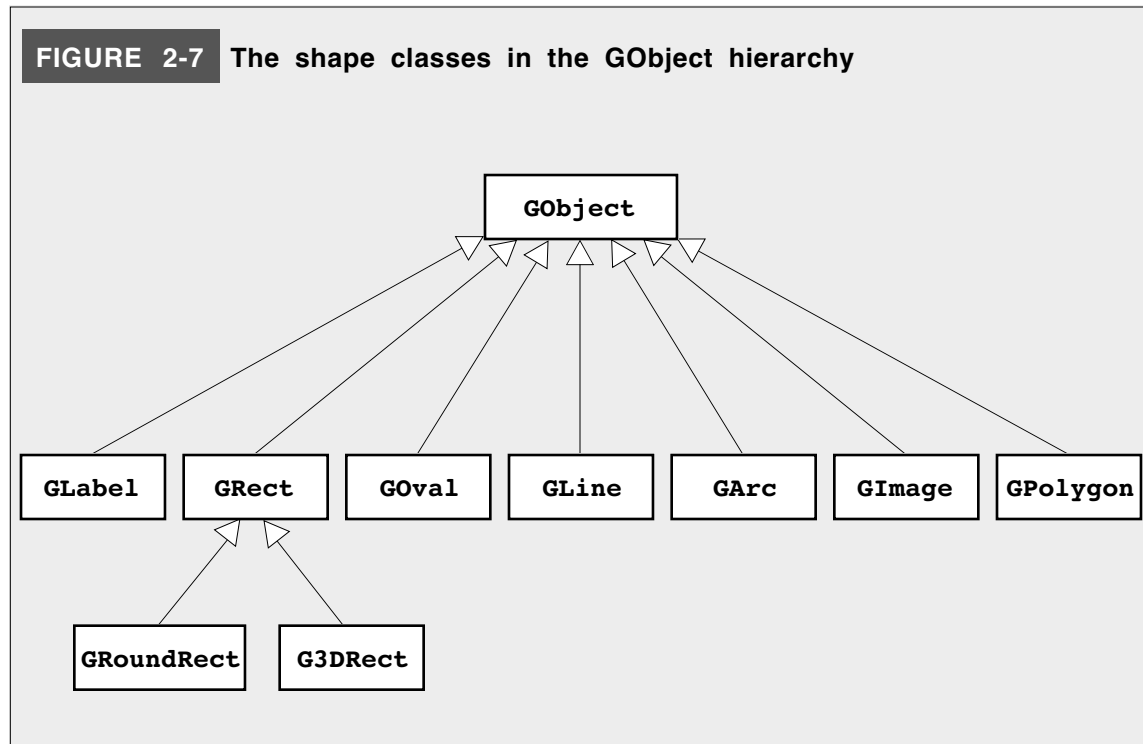 FIGURE 2-7 The shape classes in the GObject hierarchy
GObject
GLabel GRect GOval GLine GArc GImage GPolygon
GRoundRect G3DRect